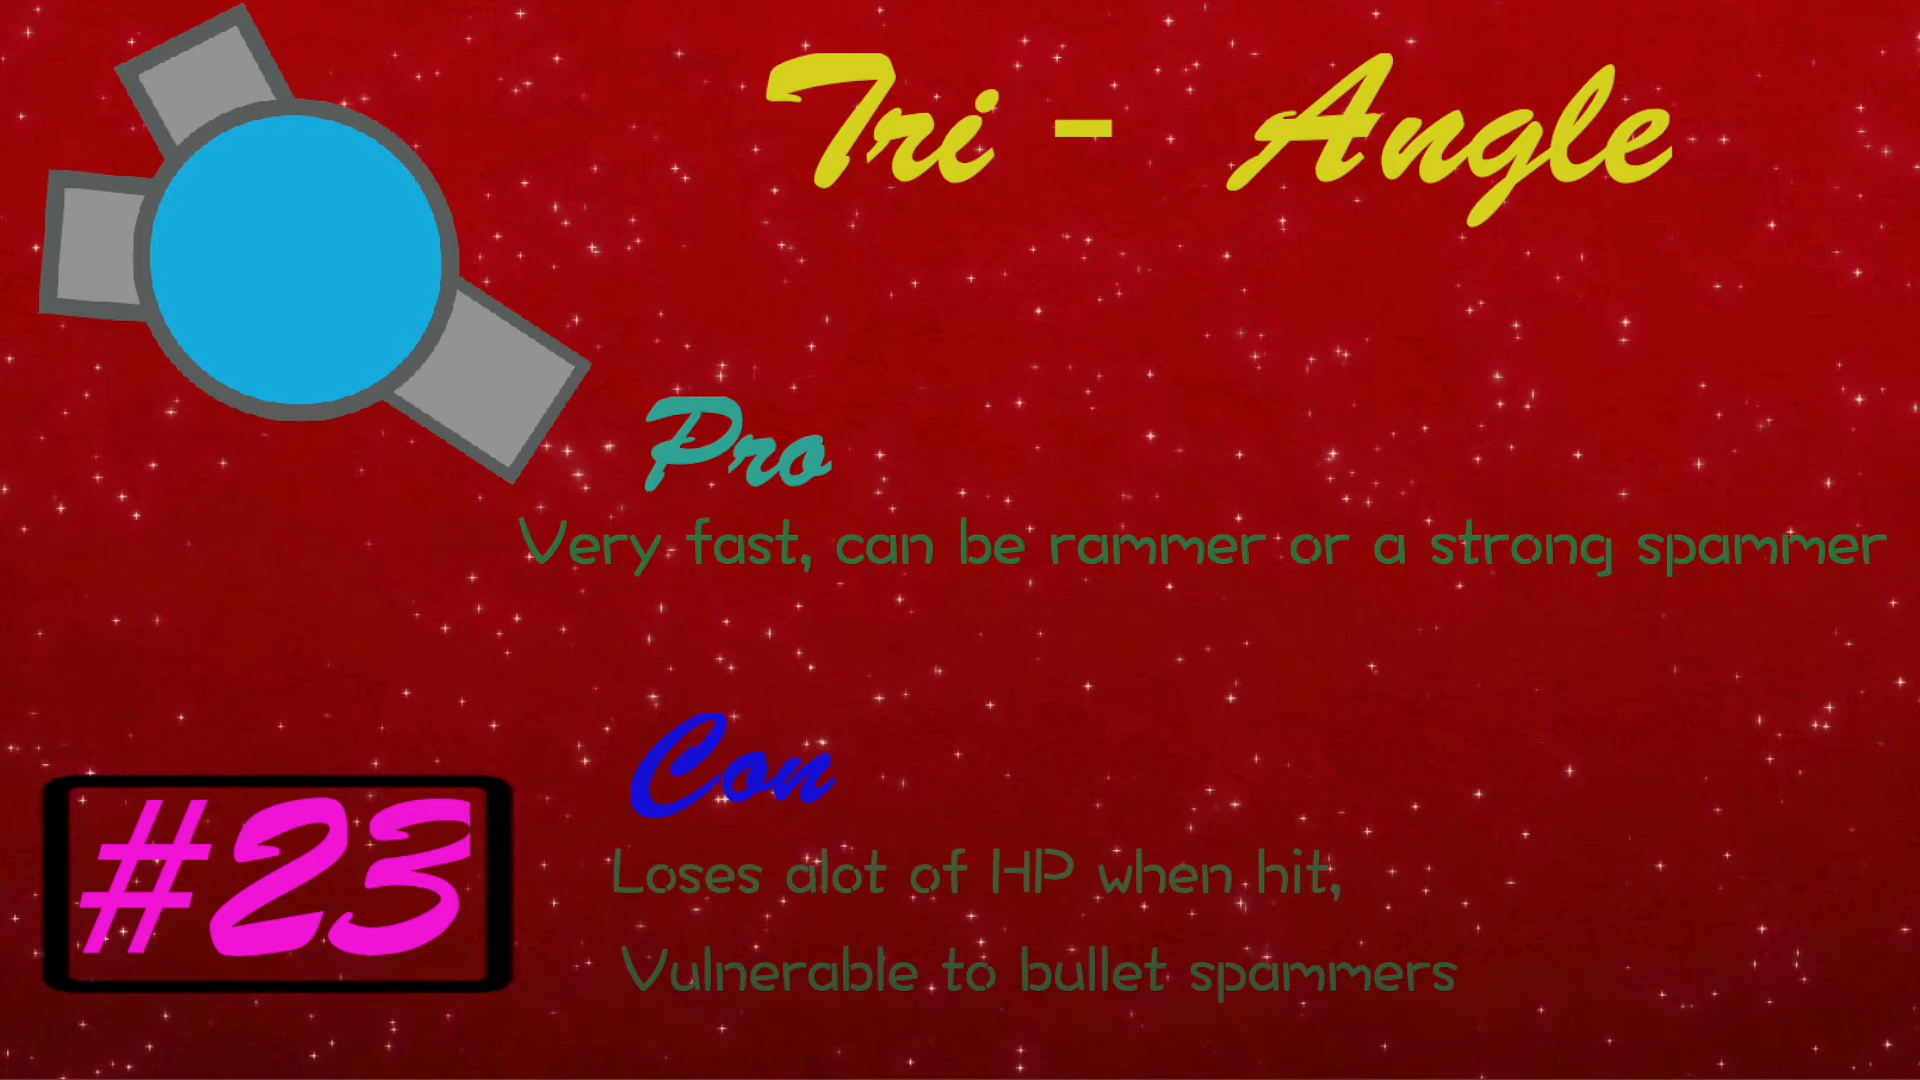 Tri - Angle
Pro
Very fast, can be rammer or a strong spammer
Con
Loses alot of HP when hit,
Vulnerable to bullet spammers
#23